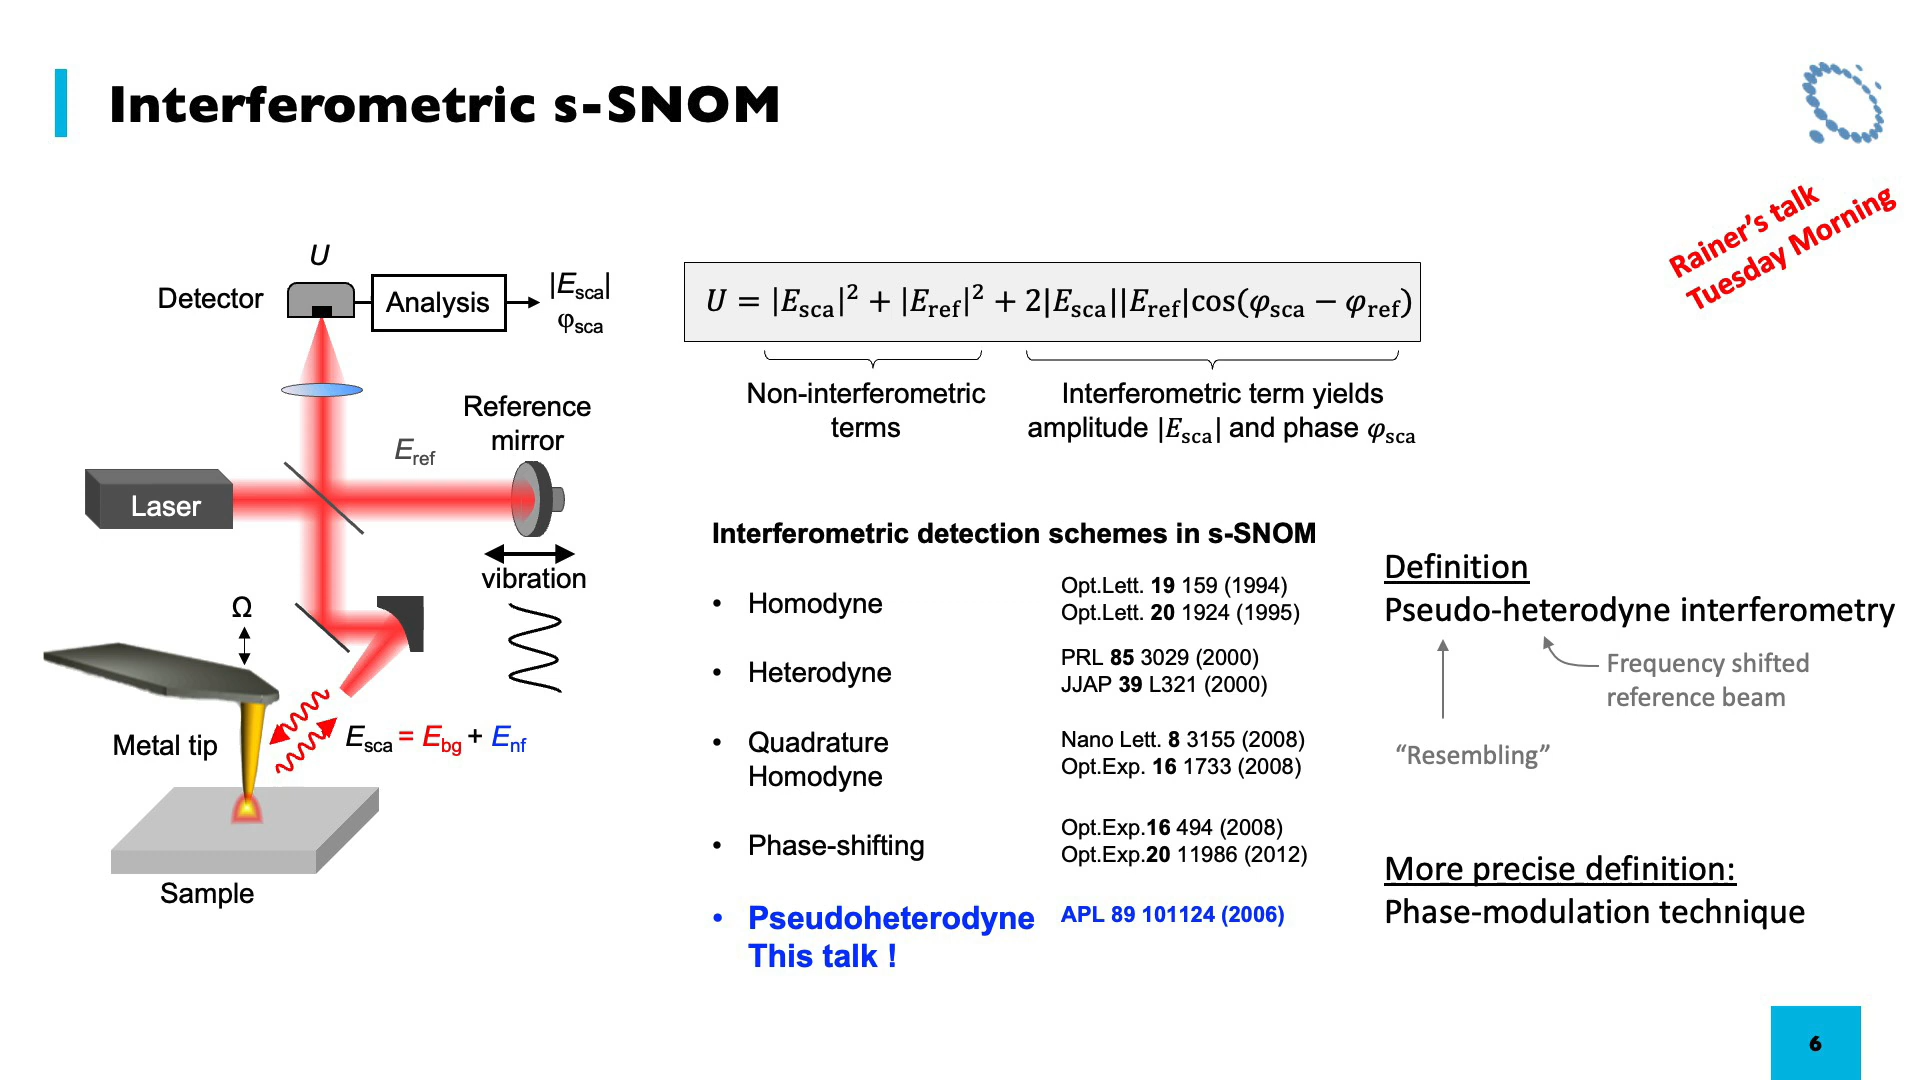 Interferometric s-SNOM
Rainer's talk
Tuesday Morning
U
Detector
Analysis
|Esca|
φsca
Reference
mirror
Eref
Laser
vibration
Ω
Metal tip
Esca = Ebg + Enf
Sample
U = |Esca|² + |Eref|² + 2|Esca||Eref|cos(φsca − φref)
Non-interferometric
terms
Interferometric term yields
amplitude |Esca| and phase φsca
Interferometric detection schemes in s-SNOM
• Homodyne
Opt.Lett. 19 159 (1994)
Opt.Lett. 20 1924 (1995)
• Heterodyne
PRL 85 3029 (2000)
JJAP 39 L321 (2000)
• Quadrature
Homodyne
Nano Lett. 8 3155 (2008)
Opt.Exp. 16 1733 (2008)
• Phase-shifting
Opt.Exp.16 494 (2008)
Opt.Exp.20 11986 (2012)
• Pseudoheterodyne
This talk !
APL 89 101124 (2006)
Definition
Pseudo-heterodyne interferometry
Frequency shifted
reference beam
“Resembling”
More precise definition:
Phase-modulation technique
6